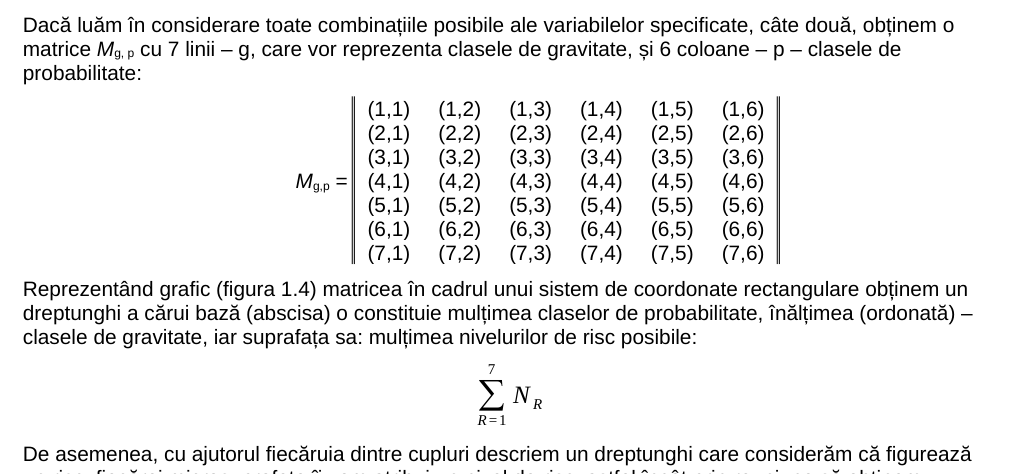 Dacă luăm în considerare toate combinațiile posibile ale variabilelor specificate, câte două, obținem o
matrice Mg, p cu 7 linii – g, care vor reprezenta clasele de gravitate, și 6 coloane – p – clasele de
probabilitate:
(1,1) (1,2) (1,3) (1,4) (1,5) (1,6)
(2,1) (2,2) (2,3) (2,4) (2,5) (2,6)
(3,1) (3,2) (3,3) (3,4) (3,5) (3,6)
Mg,p = (4,1) (4,2) (4,3) (4,4) (4,5) (4,6)
(5,1) (5,2) (5,3) (5,4) (5,5) (5,6)
(6,1) (6,2) (6,3) (6,4) (6,5) (6,6)
(7,1) (7,2) (7,3) (7,4) (7,5) (7,6)
Reprezentând grafic (figura 1.4) matricea în cadrul unui sistem de coordonate rectangulare obținem un
dreptunghi a cărui bază (abscisa) o constituie mulțimea claselor de probabilitate, înălțimea (ordonată) –
clasele de gravitate, iar suprafața sa: mulțimea nivelurilor de risc posibile:
7
∑ N R
R=1
De asemenea, cu ajutorul fiecăruia dintre cupluri descriem un dreptunghi care considerăm că figurează